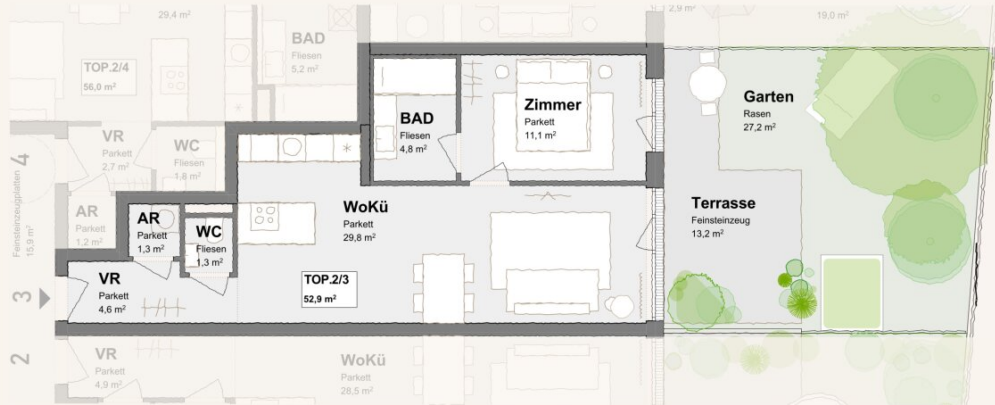 29,4 m²
TOP.2/4
56,0 m²
BAD
Fliesen
5,2 m²
2,9 m²
19,0 m²
BAD
Fliesen
4,8 m²
Zimmer
Parkett
11,1 m²
Garten
Rasen
27,2 m²
VR
Parkett
2,7 m²
WC
Fliesen
1,8 m²
4
Feinsteinzeugplatten
15,9 m²
AR
Parkett
1,2 m²
AR
Parkett
1,3 m²
WC
Fliesen
1,3 m²
WoKü
Parkett
29,8 m²
Terrasse
Feinsteinzeug
13,2 m²
VR
Parkett
4,6 m²
TOP.2/3
52,9 m²
3
2
VR
Parkett
4,9 m²
WoKü
Parkett
28,5 m²